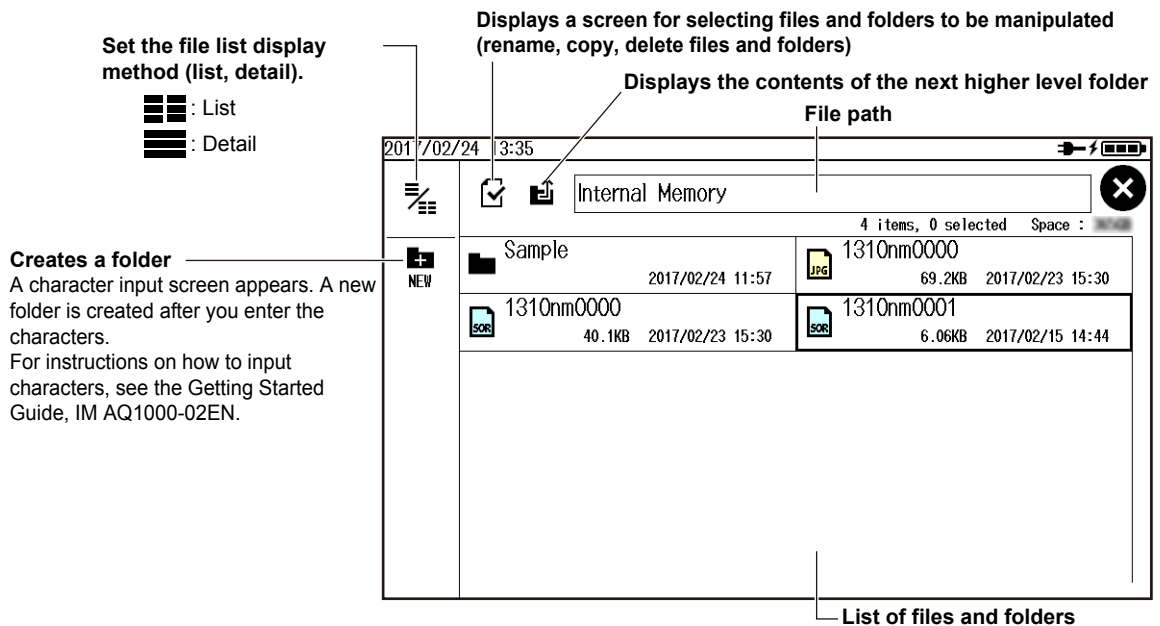 Displays a screen for selecting files and folders to be manipulated
(rename, copy, delete files and folders)
Set the file list display
method (list, detail).
: List
: Detail
Displays the contents of the next higher level folder
File path
2017/02/24 13:35
Internal Memory
4 items, 0 selected Space :
Creates a folder
A character input screen appears. A new
folder is created after you enter the
characters.
For instructions on how to input
characters, see the Getting Started
Guide, IM AQ1000-02EN.
NEW
Sample
2017/02/24 11:57
JPG
1310nm0000
69.2KB 2017/02/23 15:30
SOR
1310nm0000
40.1KB 2017/02/23 15:30
SOR
1310nm0001
6.06KB 2017/02/15 14:44
List of files and folders